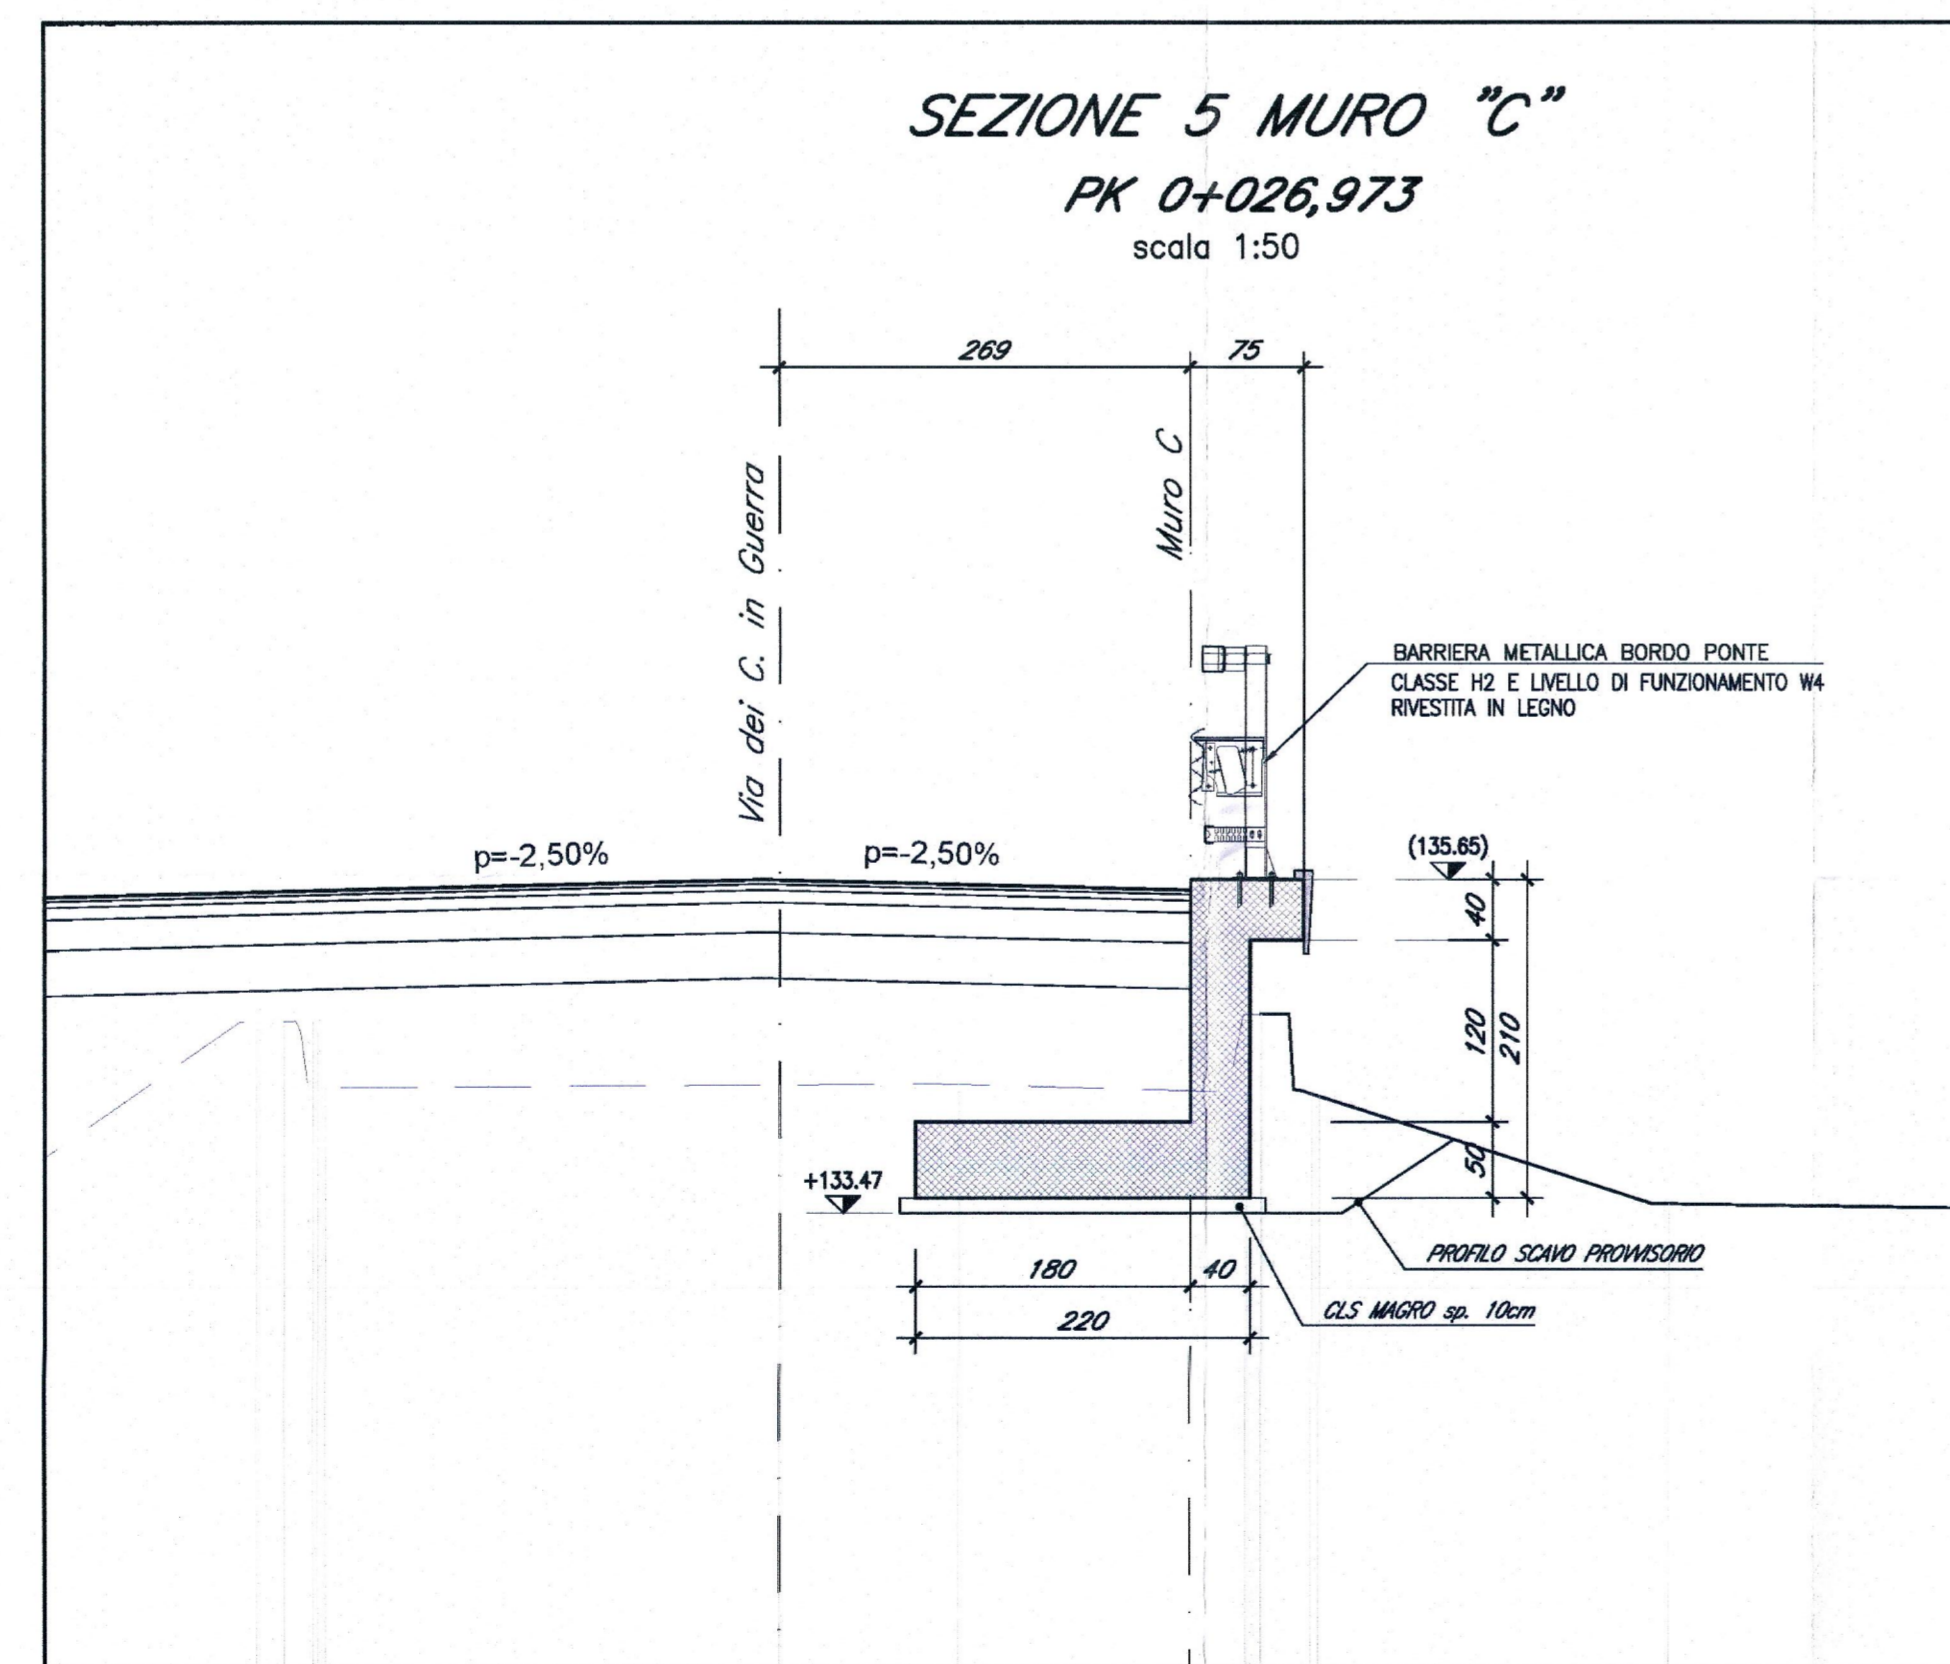 SEZIONE 5 MURO "C"
PK 0+026,973
scala 1:50
269
75
Via dei C. in Guerra
Muro C
BARRIERA METALLICA BORDO PONTE
CLASSE H2 E LIVELLO DI FUNZIONAMENTO W4
RIVESTITA IN LEGNO
p=-2,50%
p=-2,50%
(135.65)
40
120
210
50
+133.47
PROFILO SCAVO PROVVISORIO
180
40
CLS MAGRO sp. 10cm
220